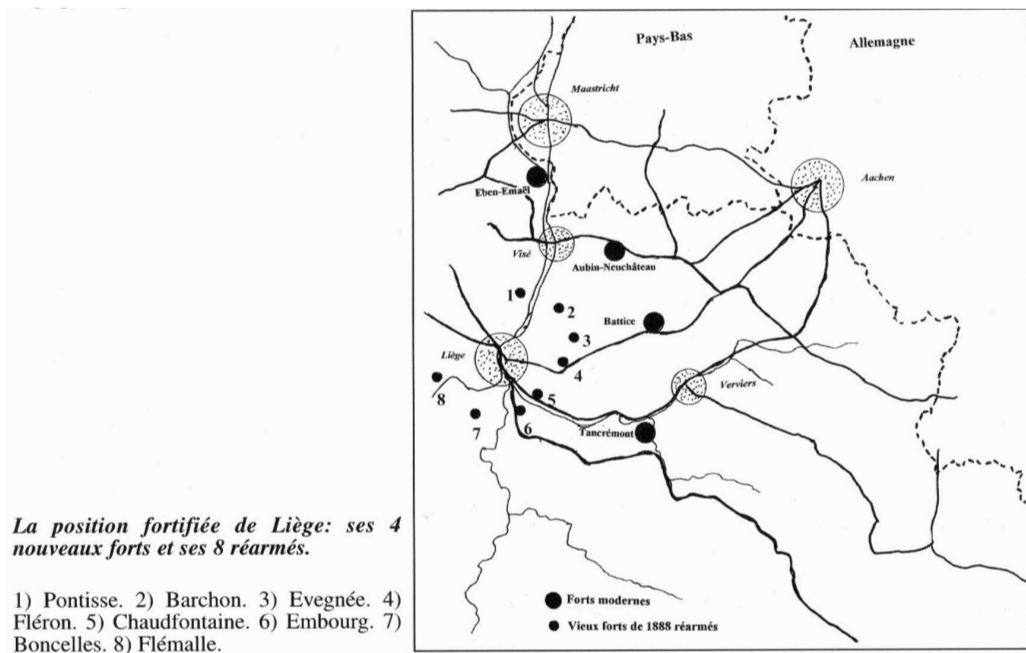 Pays-Bas
Allemagne
Maastricht
Eben-Emaël
Aachen
Visé
Aubin-Neuchâteau
1
2
Battice
3
Liège
4
8
5
Verviers
7
6
Tancrémont
La position fortifiée de Liège: ses 4
nouveaux forts et ses 8 réarmés.
1) Pontisse. 2) Barchon. 3) Evegnée. 4)
Fléron. 5) Chaudfontaine. 6) Embourg. 7)
Boncelles. 8) Flémalle.
Forts modernes
Vieux forts de 1888 réarmés